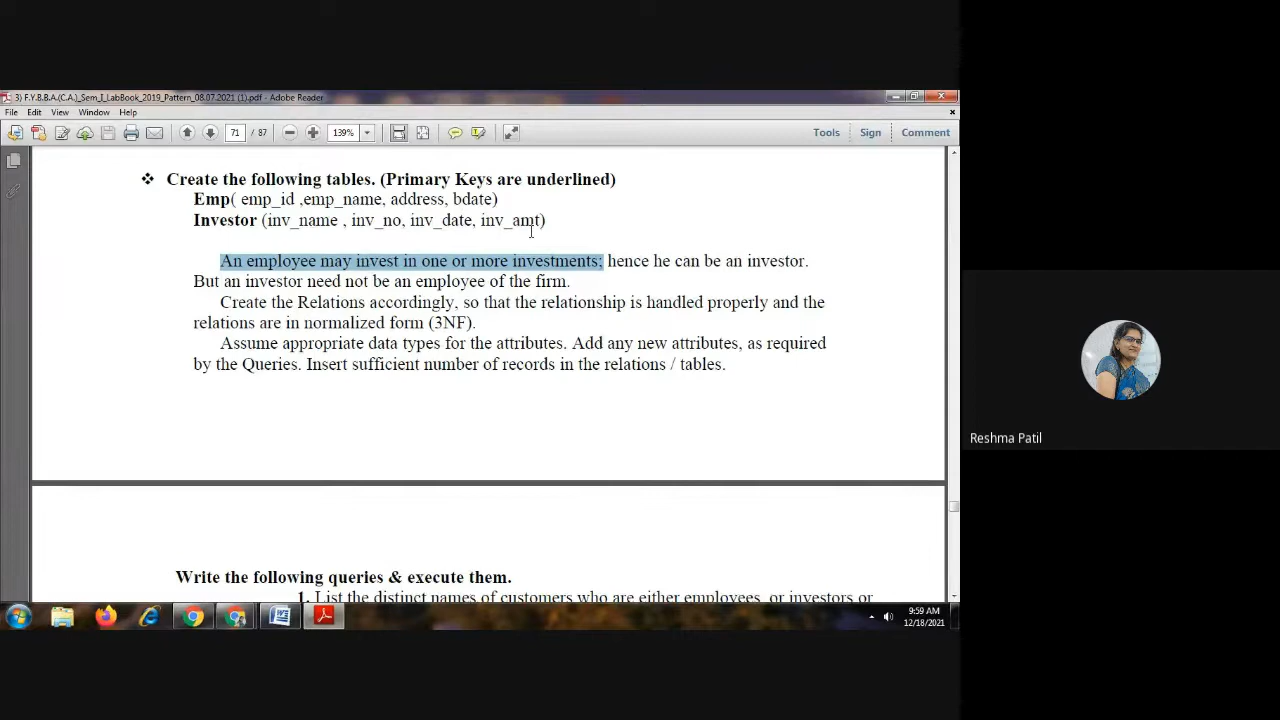 3) F.Y.B.B.A.(C.A.)_Sem_I_LabBook_2019_Pattern_08.07.2021 (1).pdf - Adobe Reader
File Edit View Window Help
71 / 87 139% Tools Sign Comment
❖ Create the following tables. (Primary Keys are underlined)
Emp( emp_id ,emp_name, address, bdate)
Investor (inv_name , inv_no, inv_date, inv_amt)
An employee may invest in one or more investments; hence he can be an investor.
But an investor need not be an employee of the firm.
Create the Relations accordingly, so that the relationship is handled properly and the
relations are in normalized form (3NF).
Assume appropriate data types for the attributes. Add any new attributes, as required
by the Queries. Insert sufficient number of records in the relations / tables.
Reshma Patil
Write the following queries & execute them.
1. List the distinct names of customers who are either employees, or investors or
9:59 AM
12/18/2021